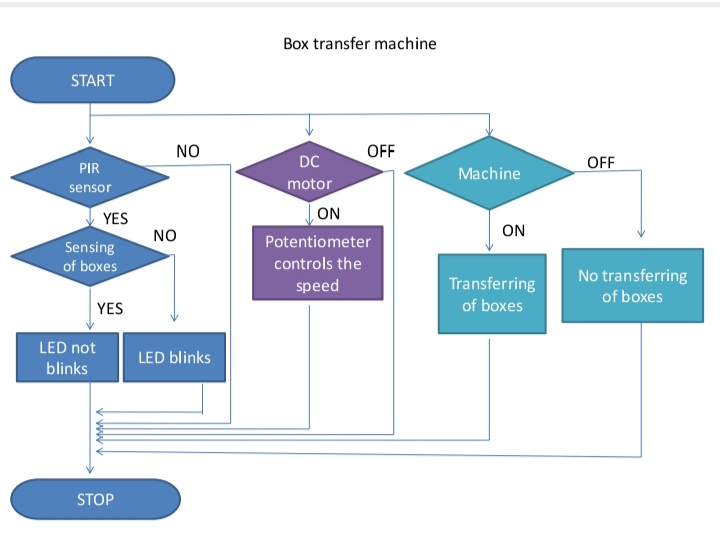 Box transfer machine
START
NO
OFF
OFF
PIR
sensor
DC
motor
Machine
YES
ON
ON
NO
Sensing
of boxes
Potentiometer
controls the
speed
Transferring
of boxes
No transferring
of boxes
YES
LED not
blinks
LED blinks
STOP